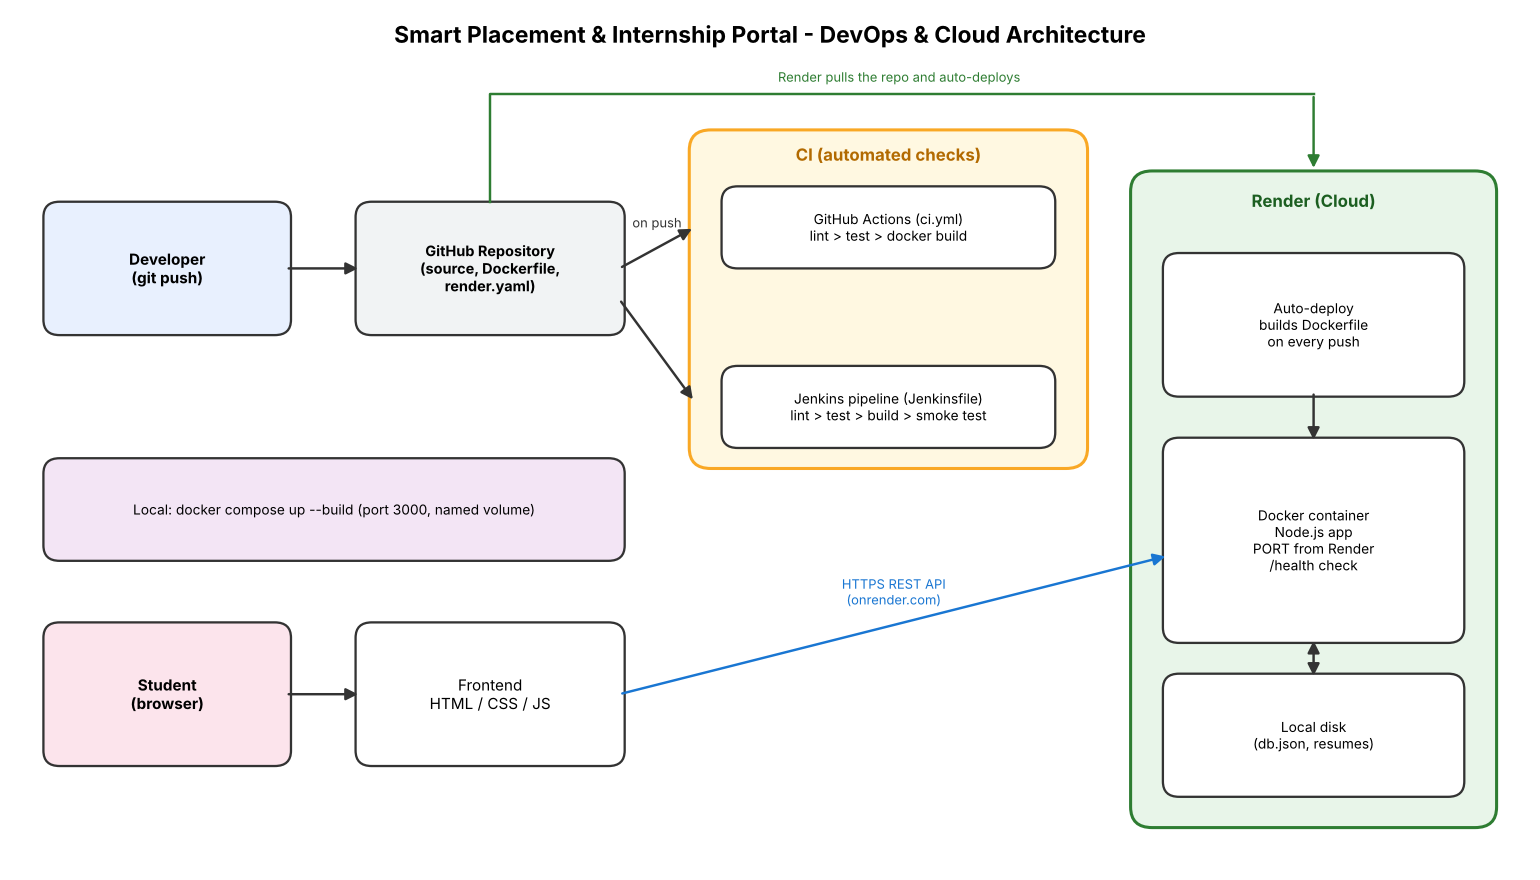 Smart Placement & Internship Portal - DevOps & Cloud Architecture
Render pulls the repo and auto-deploys
Developer
(git push)
GitHub Repository
(source, Dockerfile,
render.yaml)
on push
CI (automated checks)
GitHub Actions (ci.yml)
lint > test > docker build
Jenkins pipeline (Jenkinsfile)
lint > test > build > smoke test
Render (Cloud)
Auto-deploy
builds Dockerfile
on every push
Docker container
Node.js app
PORT from Render
/health check
Local disk
(db.json, resumes)
Local: docker compose up --build (port 3000, named volume)
HTTPS REST API
(onrender.com)
Student
(browser)
Frontend
HTML / CSS / JS